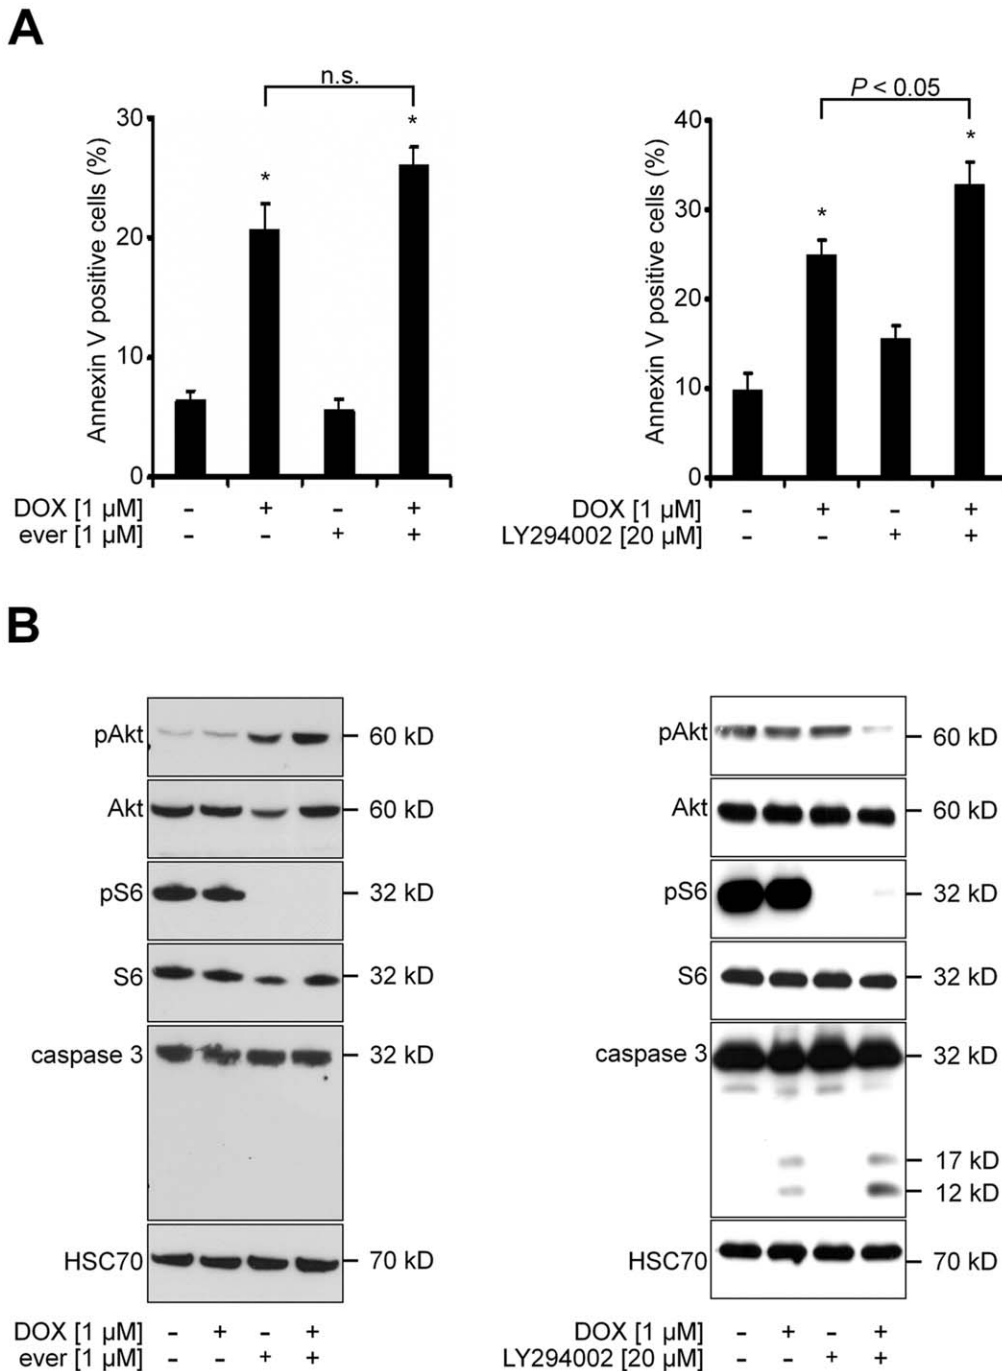 A
n.s.
*
*
30
20
10
0
Annexin V positive cells (%)
DOX [1 µM] - + - +
ever [1 µM] - - + +
P < 0.05
*
*
40
30
20
10
0
Annexin V positive cells (%)
DOX [1 µM] - + - +
LY294002 [20 µM] - - + +
B
pAkt 60 kD
Akt 60 kD
pS6 32 kD
S6 32 kD
caspase 3 32 kD
HSC70 70 kD
DOX [1 µM] - + - +
ever [1 µM] - - + +
pAkt 60 kD
Akt 60 kD
pS6 32 kD
S6 32 kD
caspase 3 32 kD
17 kD
12 kD
HSC70 70 kD
DOX [1 µM] - + - +
LY294002 [20 µM] - - + +